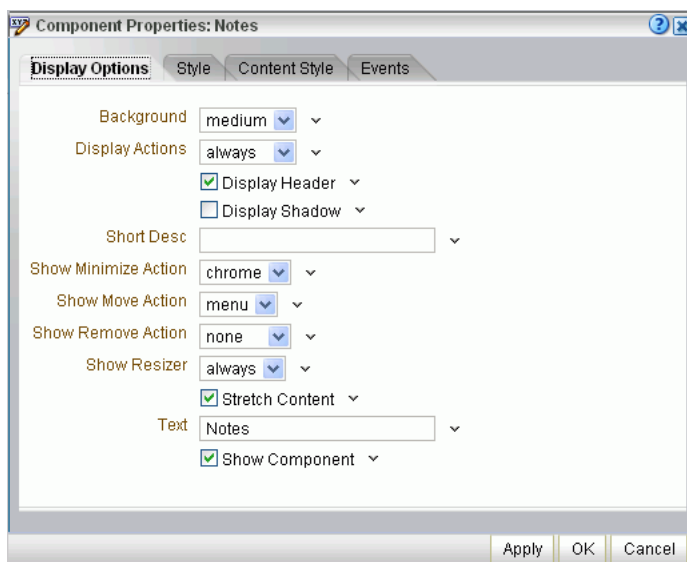 Component Properties: Notes
Display Options Style Content Style Events
Background medium
Display Actions always
Display Header
Display Shadow
Short Desc
Show Minimize Action chrome
Show Move Action menu
Show Remove Action none
Show Resizer always
Stretch Content
Text Notes
Show Component
Apply OK Cancel